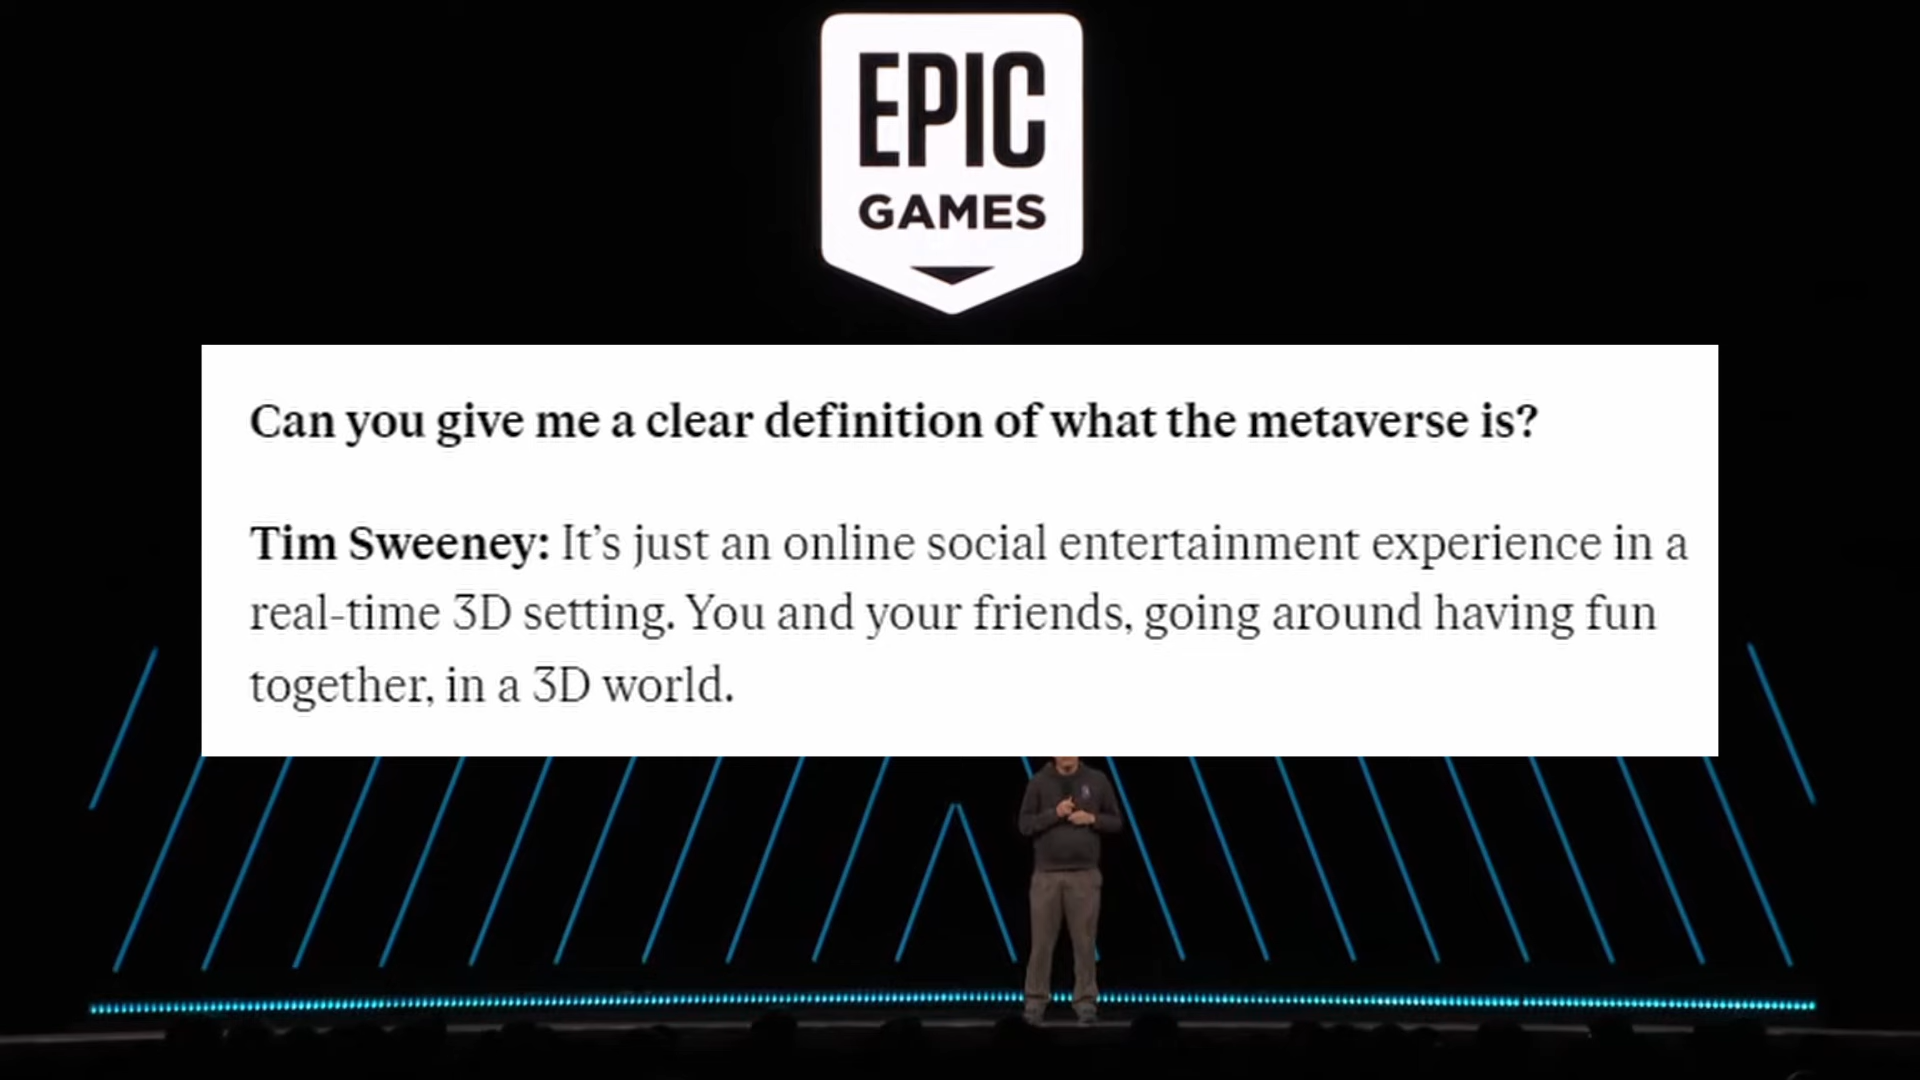 EPIC
GAMES
Can you give me a clear definition of what the metaverse is?
Tim Sweeney: It’s just an online social entertainment experience in a
real-time 3D setting. You and your friends, going around having fun
together, in a 3D world.